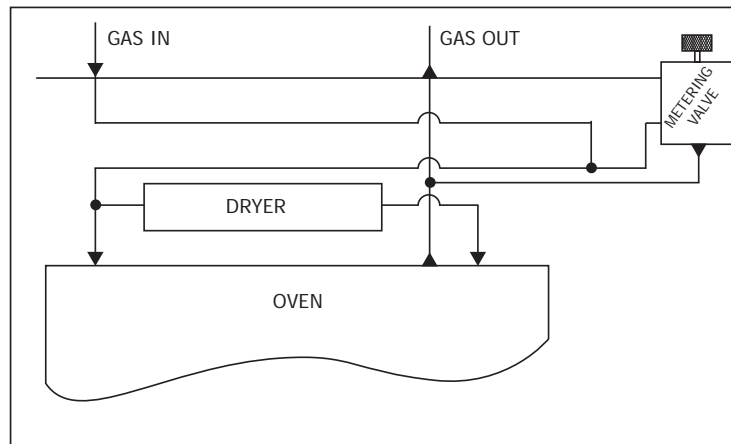 GAS IN
GAS OUT
METERING
VALVE
DRYER
OVEN